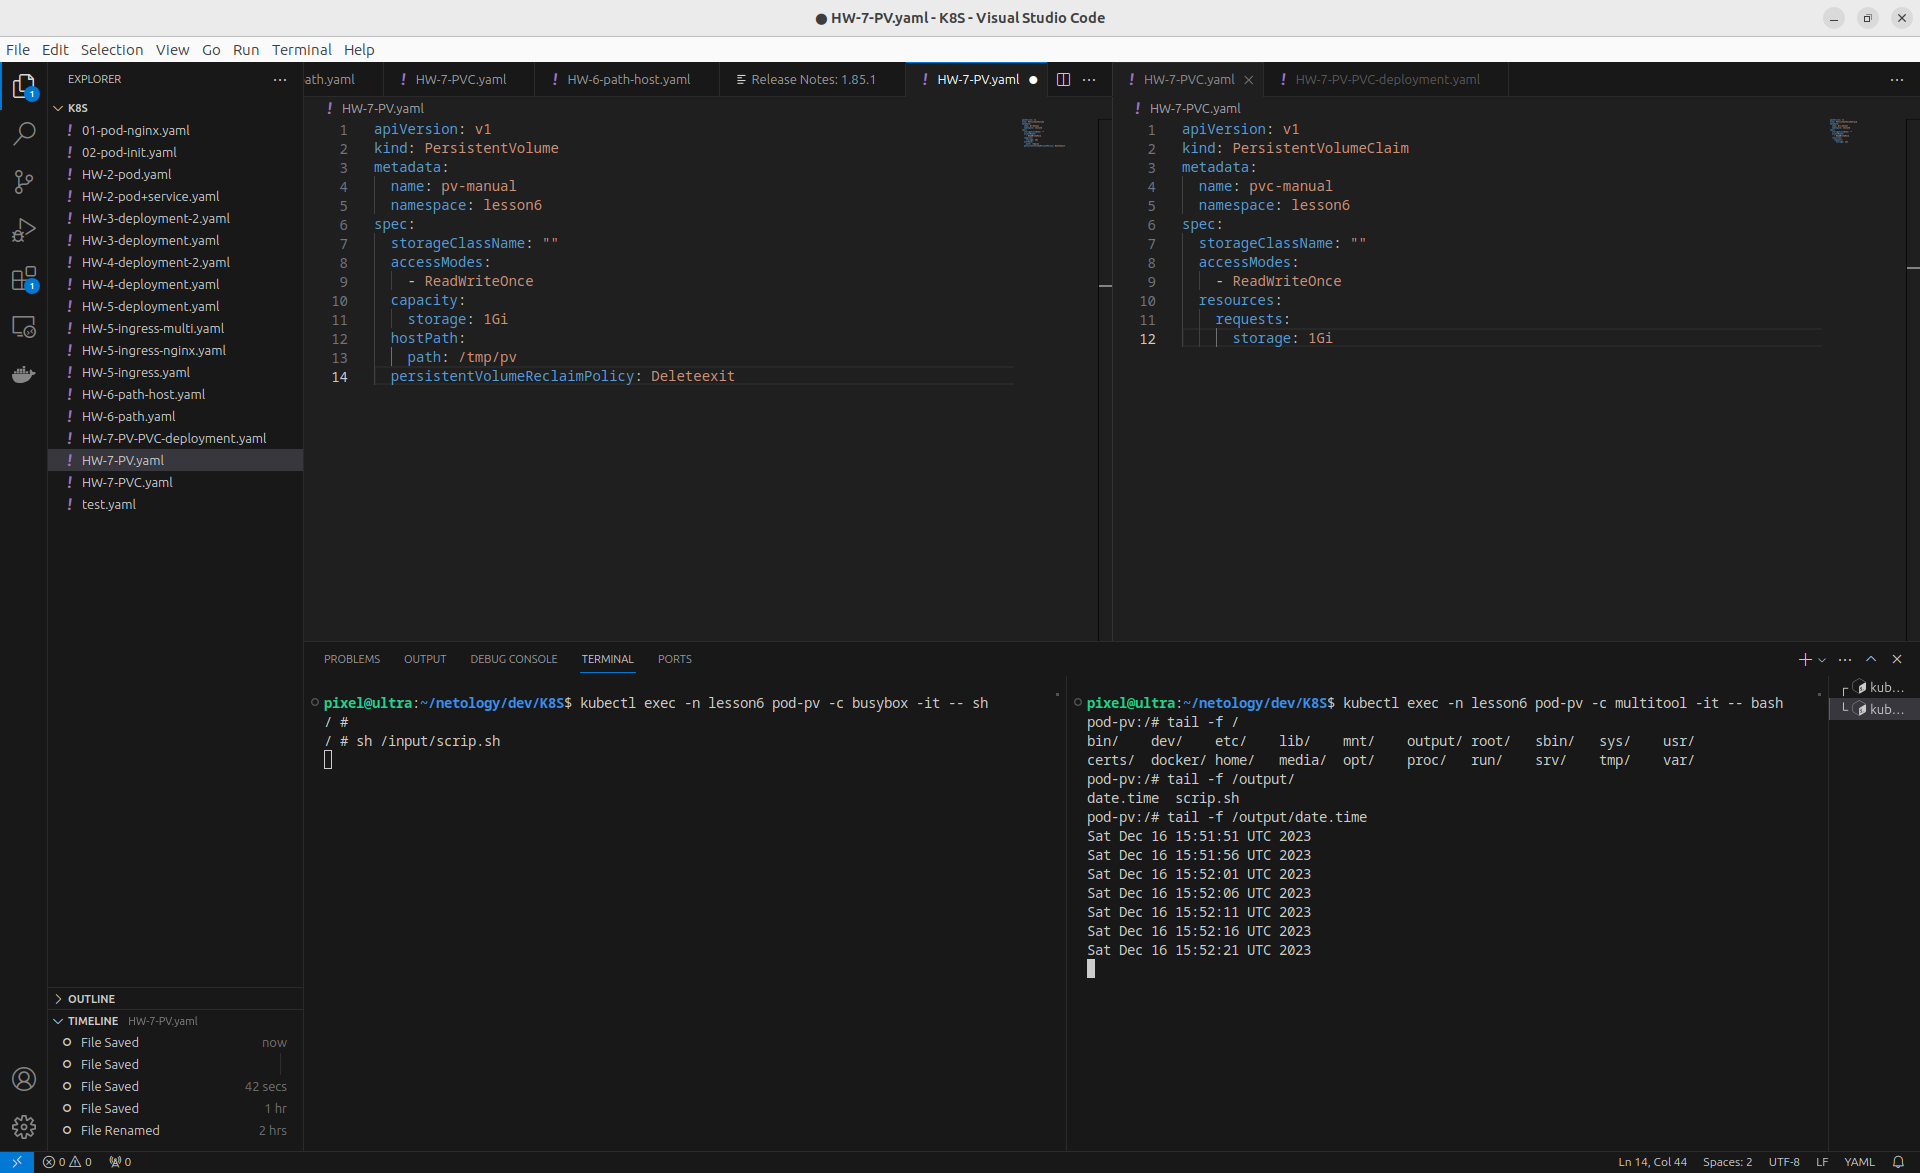 ● HW-7-PV.yaml - K8S - Visual Studio Code
File Edit Selection View Go Run Terminal Help
EXPLORER
K8S
! 01-pod-nginx.yaml
! 02-pod-init.yaml
! HW-2-pod.yaml
! HW-2-pod+service.yaml
! HW-3-deployment-2.yaml
! HW-3-deployment.yaml
! HW-4-deployment-2.yaml
! HW-4-deployment.yaml
! HW-5-deployment.yaml
! HW-5-ingress-multi.yaml
! HW-5-ingress-nginx.yaml
! HW-5-ingress.yaml
! HW-6-path-host.yaml
! HW-6-path.yaml
! HW-7-PV-PVC-deployment.yaml
! HW-7-PV.yaml
! HW-7-PVC.yaml
! test.yaml
OUTLINE
TIMELINE HW-7-PV.yaml
File Saved now
File Saved
File Saved 42 secs
File Saved 1 hr
File Renamed 2 hrs
1
1
ath.yaml ! HW-7-PVC.yaml ! HW-6-path-host.yaml Release Notes: 1.85.1 ! HW-7-PV.yaml ●
! HW-7-PV.yaml
1 apiVersion: v1
2 kind: PersistentVolume
3 metadata:
4 name: pv-manual
5 namespace: lesson6
6 spec:
7 storageClassName: ""
8 accessModes:
9 - ReadWriteOnce
10 capacity:
11 storage: 1Gi
12 hostPath:
13 path: /tmp/pv
14 persistentVolumeReclaimPolicy: Deleteexit
! HW-7-PVC.yaml ! HW-7-PV-PVC-deployment.yaml
! HW-7-PVC.yaml
1 apiVersion: v1
2 kind: PersistentVolumeClaim
3 metadata:
4 name: pvc-manual
5 namespace: lesson6
6 spec:
7 storageClassName: ""
8 accessModes:
9 - ReadWriteOnce
10 resources:
11 requests:
12 storage: 1Gi
PROBLEMS OUTPUT DEBUG CONSOLE TERMINAL PORTS
pixel@ultra:~/netology/dev/K8S$ kubectl exec -n lesson6 pod-pv -c busybox -it -- sh
/ #
/ # sh /input/scrip.sh
pixel@ultra:~/netology/dev/K8S$ kubectl exec -n lesson6 pod-pv -c multitool -it -- bash
pod-pv:/# tail -f /
bin/ dev/ etc/ lib/ mnt/ output/ root/ sbin/ sys/ usr/
certs/ docker/ home/ media/ opt/ proc/ run/ srv/ tmp/ var/
pod-pv:/# tail -f /output/
date.time scrip.sh
pod-pv:/# tail -f /output/date.time
Sat Dec 16 15:51:51 UTC 2023
Sat Dec 16 15:51:56 UTC 2023
Sat Dec 16 15:52:01 UTC 2023
Sat Dec 16 15:52:06 UTC 2023
Sat Dec 16 15:52:11 UTC 2023
Sat Dec 16 15:52:16 UTC 2023
Sat Dec 16 15:52:21 UTC 2023
kub...
kub...
0 0 0 Ln 14, Col 44 Spaces: 2 UTF-8 LF YAML